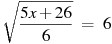 √((5x + 26)/6) = 6